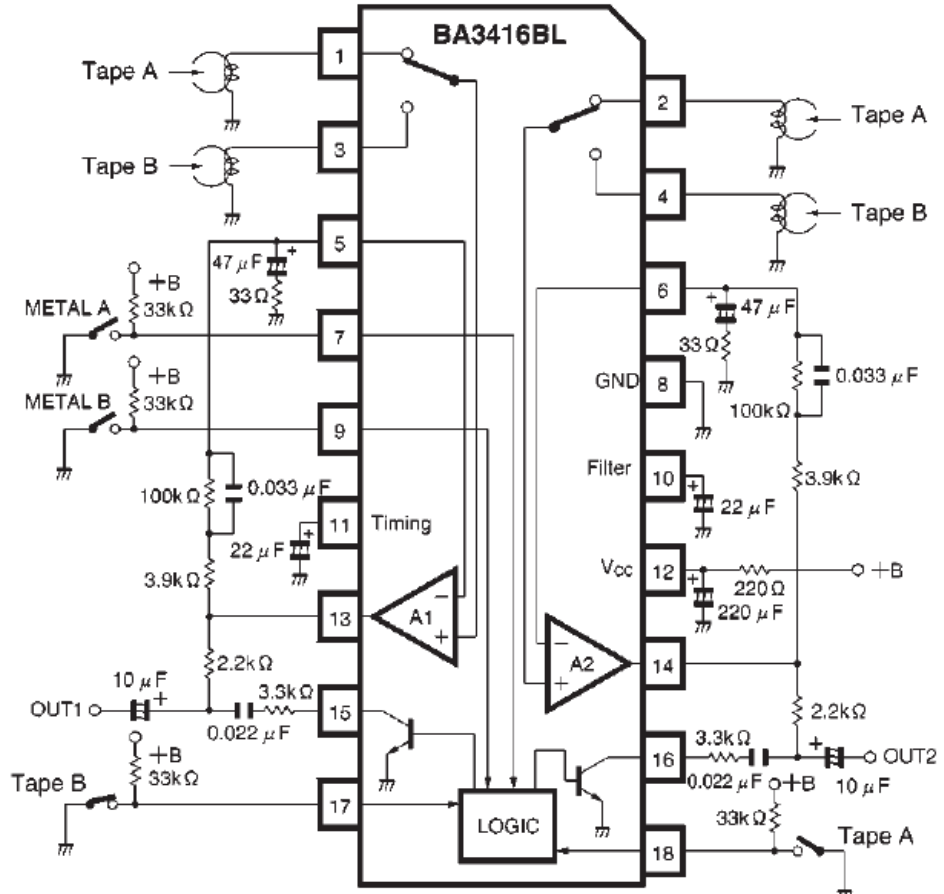 BA3416BL
1
Tape A
2
Tape A
3
Tape B
4
Tape B
5
47 μF
+
33Ω
6
+
47 μF
33Ω
+B
METAL A
33kΩ
7
GND
8
0.033 μF
100kΩ
+B
METAL B
33kΩ
9
Filter
10
+
22 μF
3.9kΩ
100kΩ
0.033 μF
11
Timing
+
22 μF
Vcc
12
220Ω
+B
+
220 μF
3.9kΩ
13
A1
−
+
14
A2
−
+
2.2kΩ
10 μF
+
OUT1
3.3kΩ
0.022 μF
15
2.2kΩ
16
3.3kΩ
0.022 μF
+
OUT2
10 μF
+B
33kΩ
Tape B
17
LOGIC
+B
33kΩ
18
Tape A